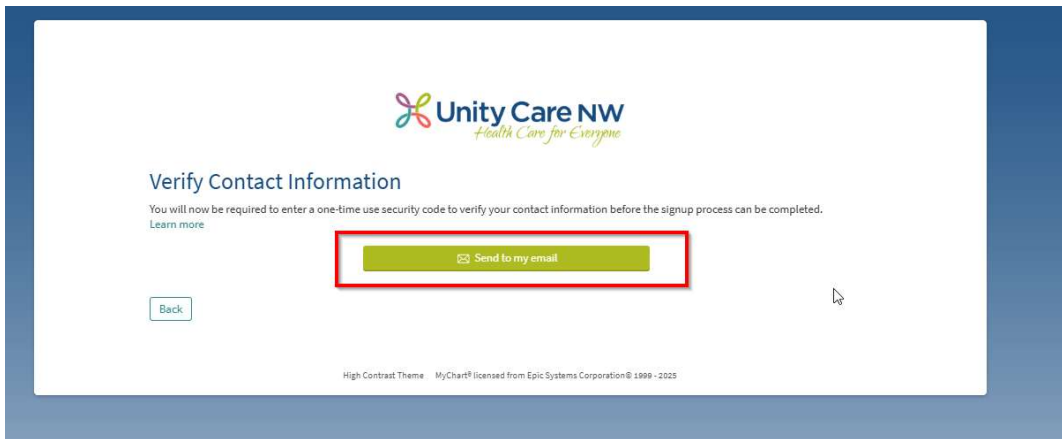 Unity Care NW
Health Care for Everyone
Verify Contact Information
You will now be required to enter a one-time use security code to verify your contact information before the signup process can be completed.
Learn more
Send to my email
Back
High Contrast Theme MyChart® licensed from Epic Systems Corporation© 1999 - 2025